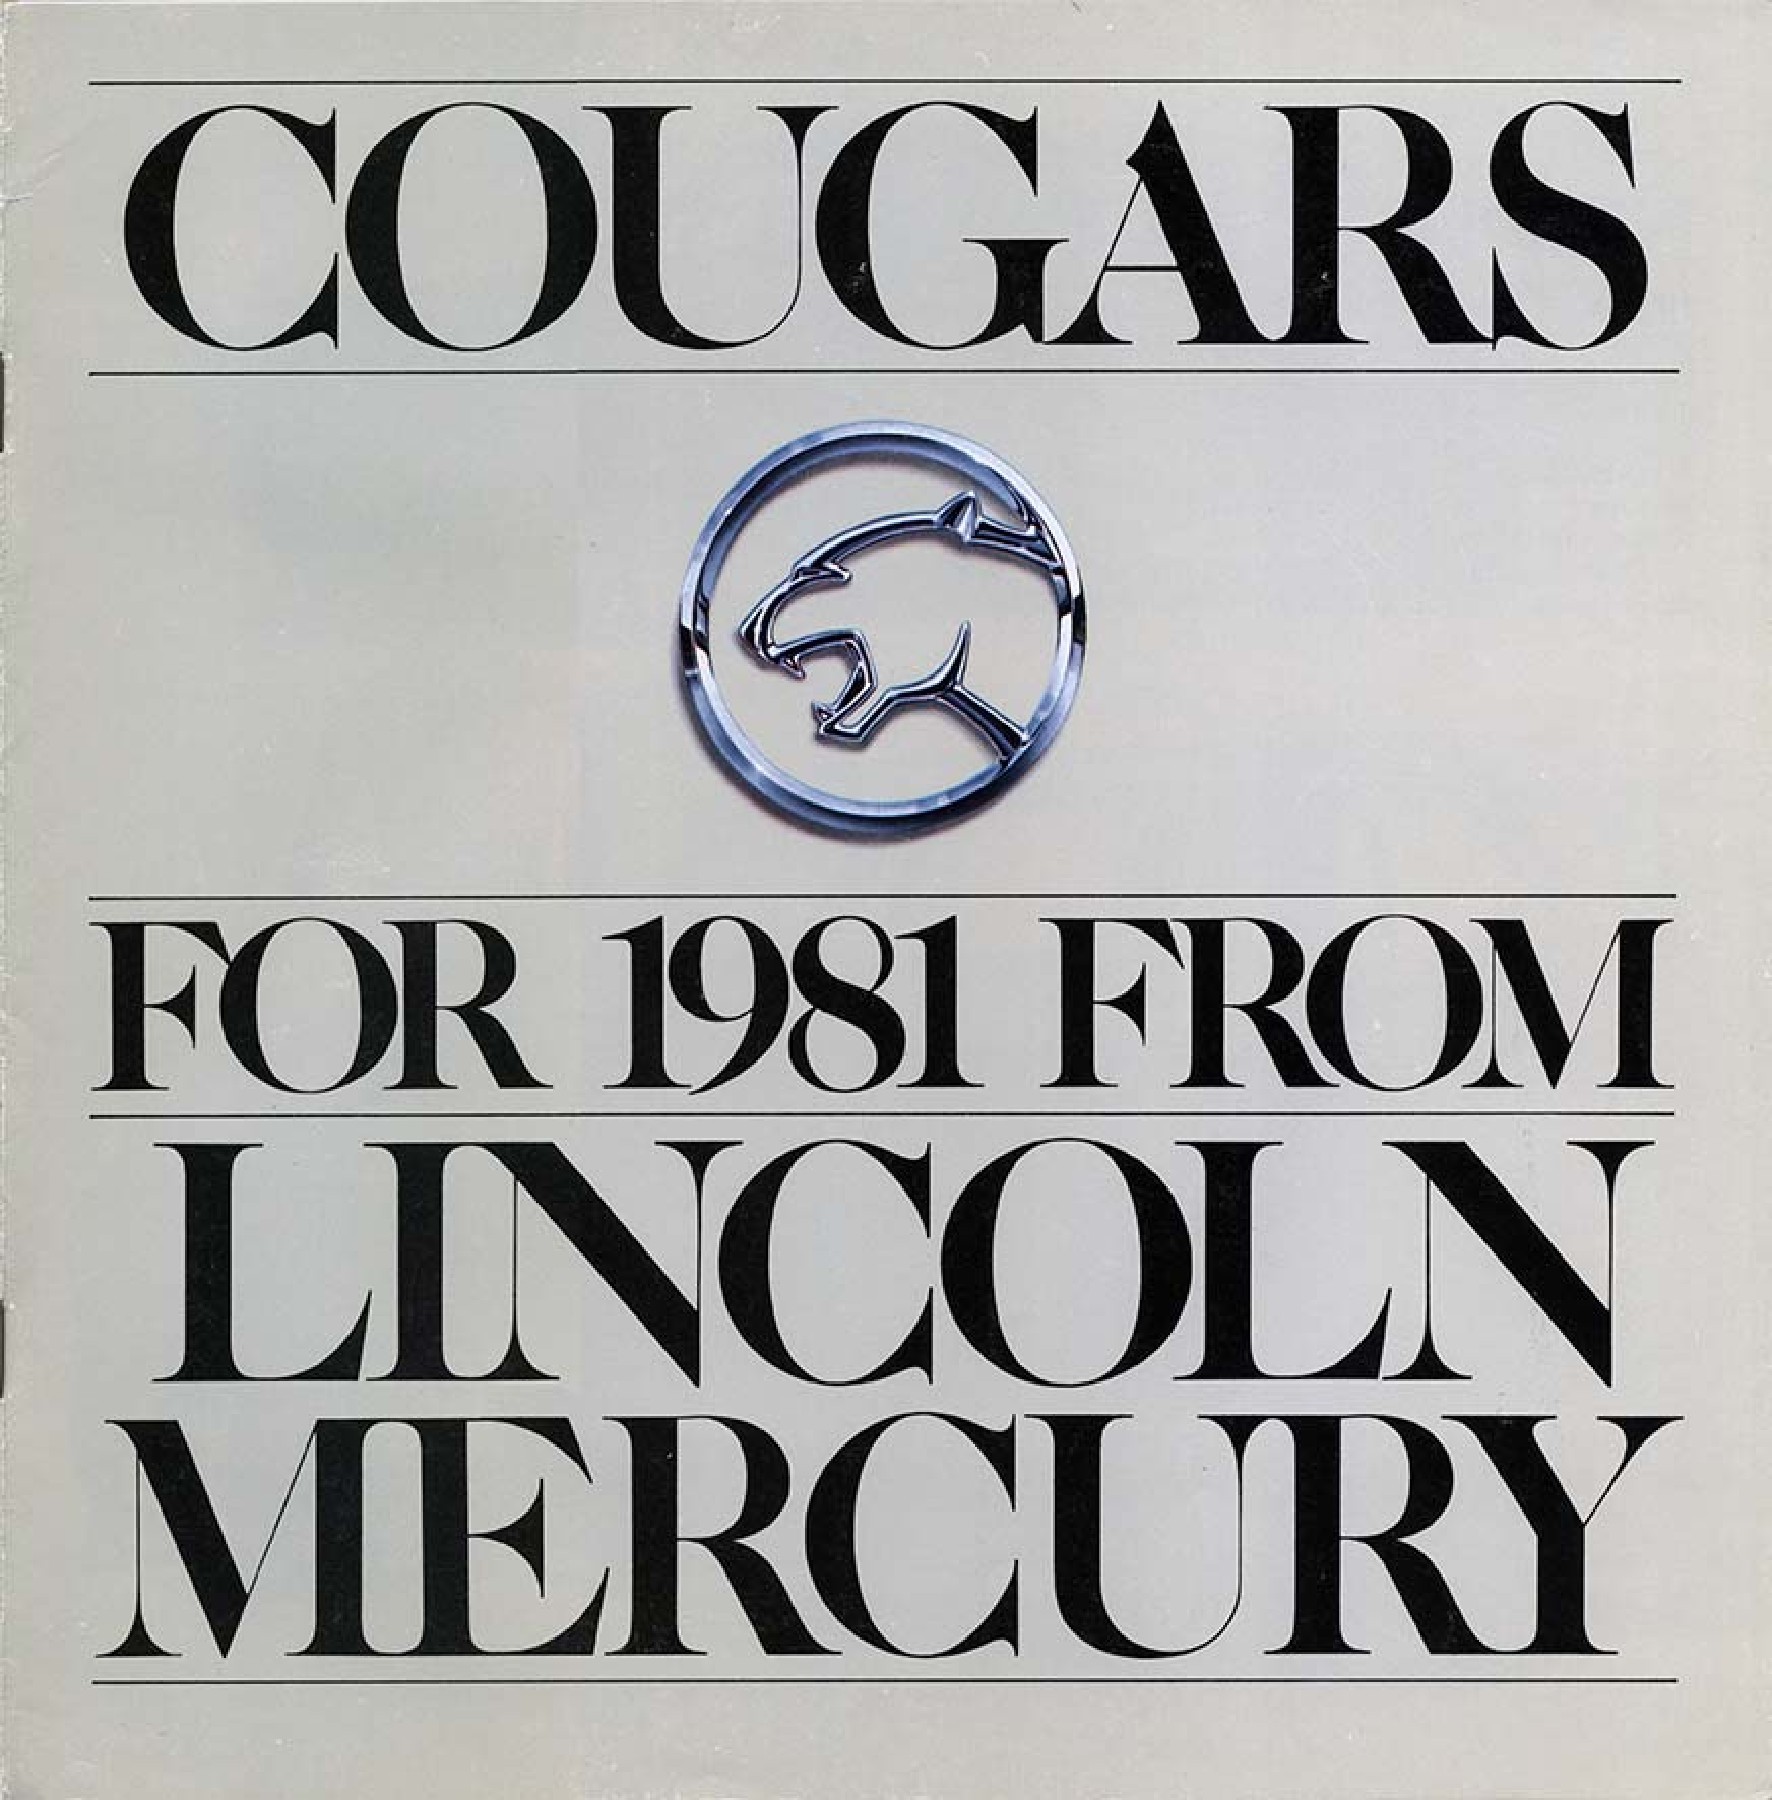 COUGARS
FOR 1981 FROM
LINCOLN
MERCURY